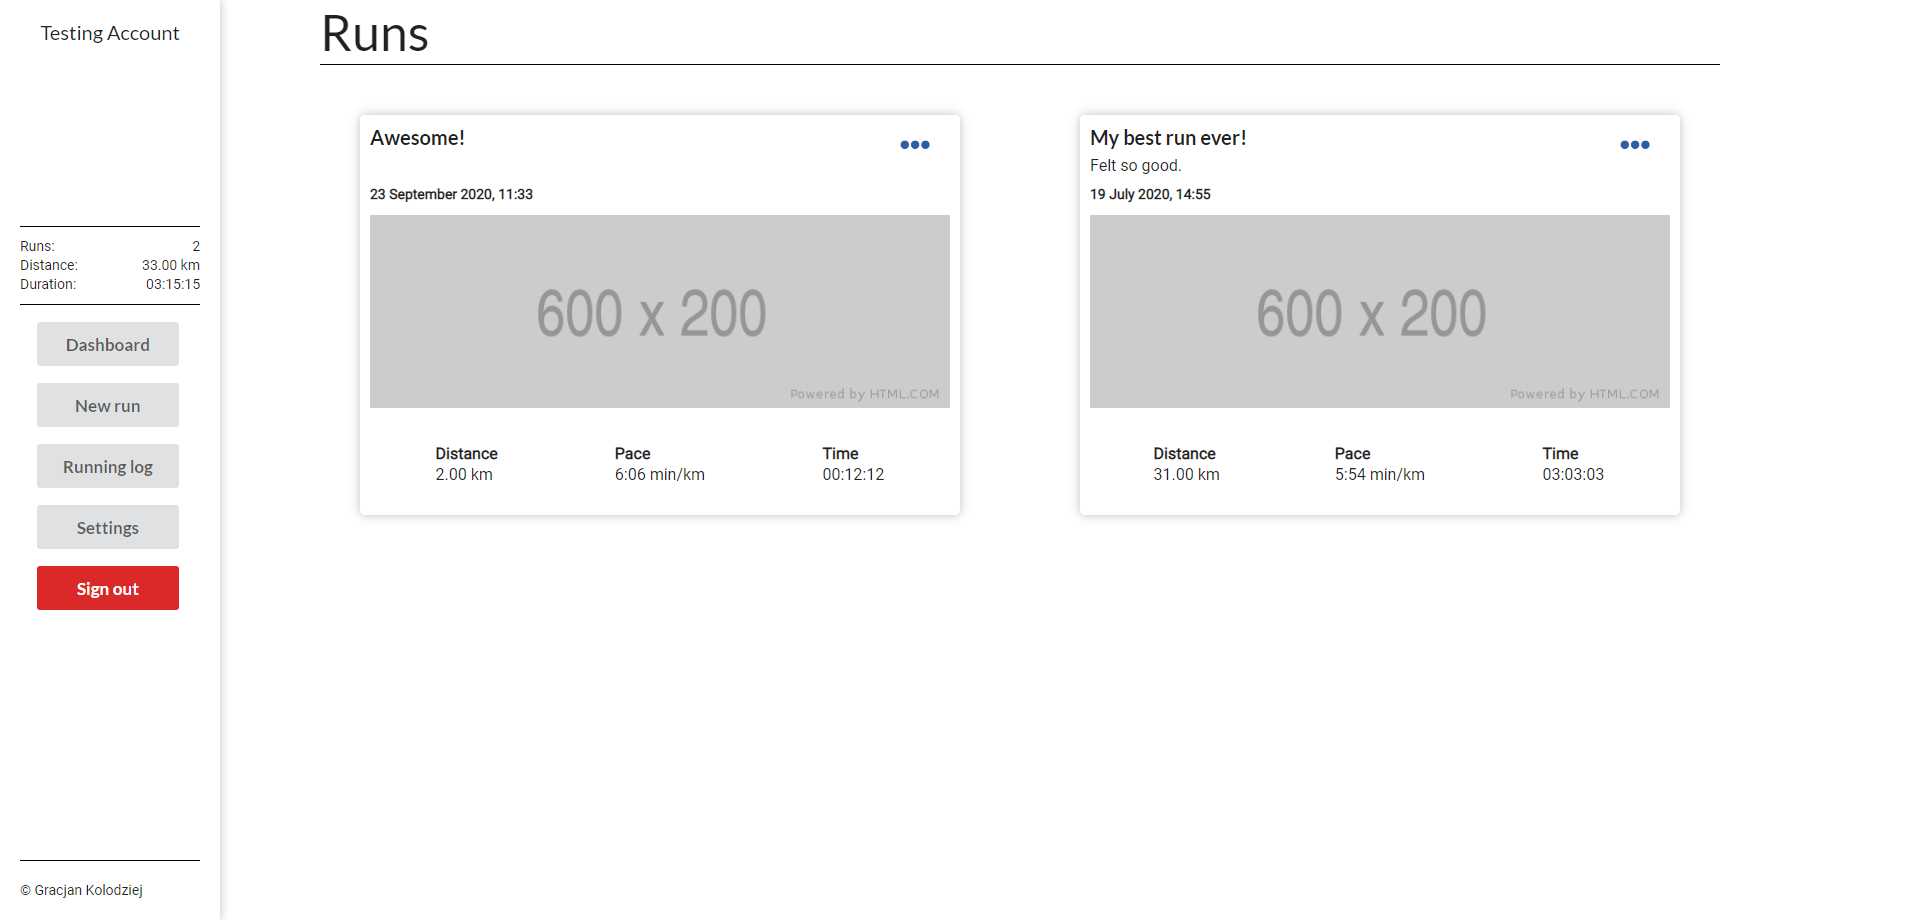 Testing Account
Runs: 2
Distance: 33.00 km
Duration: 03:15:15
Dashboard
New run
Running log
Settings
Sign out
© Gracjan Kolodziej
Runs
Awesome!
23 September 2020, 11:33
600 x 200
Powered by HTML.COM
Distance Pace Time
2.00 km 6:06 min/km 00:12:12
My best run ever!
Felt so good.
19 July 2020, 14:55
600 x 200
Powered by HTML.COM
Distance Pace Time
31.00 km 5:54 min/km 03:03:03